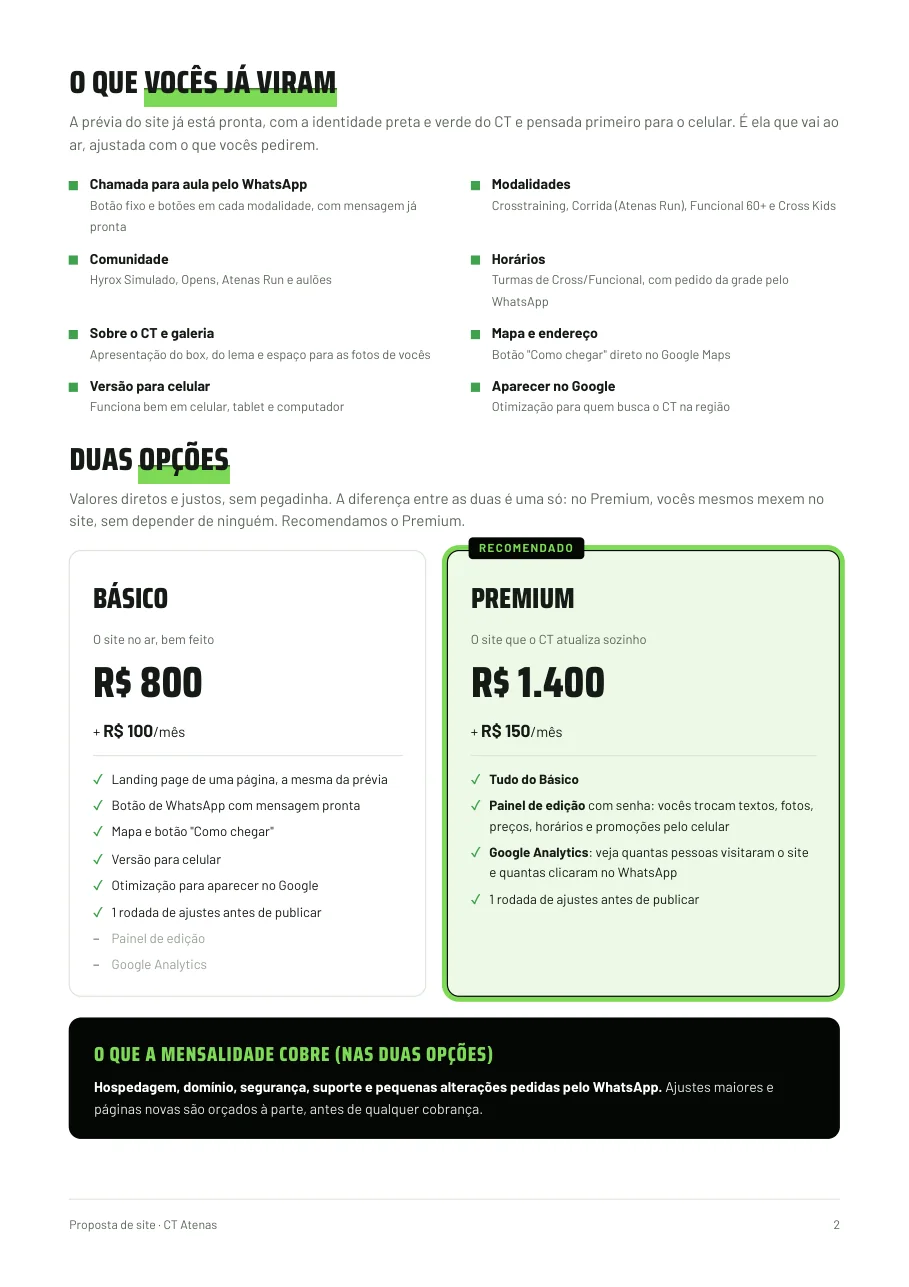 O QUE VOCÊS JÁ VIRAM
A prévia do site já está pronta, com a identidade preta e verde do CT e pensada primeiro para o celular. É ela que vai ao
ar, ajustada com o que vocês pedirem.
Chamada para aula pelo WhatsApp
Botão fixo e botões em cada modalidade, com mensagem já
pronta
Modalidades
Crosstraining, Corrida (Atenas Run), Funcional 60+ e Cross Kids
Comunidade
Hyrox Simulado, Opens, Atenas Run e aulões
Horários
Turmas de Cross/Funcional, com pedido da grade pelo
WhatsApp
Sobre o CT e galeria
Apresentação do box, do lema e espaço para as fotos de vocês
Mapa e endereço
Botão "Como chegar" direto no Google Maps
Versão para celular
Funciona bem em celular, tablet e computador
Aparecer no Google
Otimização para quem busca o CT na região
DUAS OPÇÕES
Valores diretos e justos, sem pegadinha. A diferença entre as duas é uma só: no Premium, vocês mesmos mexem no
site, sem depender de ninguém. Recomendamos o Premium.
BÁSICO
O site no ar, bem feito
R$ 800
+ R$ 100/mês
✓ Landing page de uma página, a mesma da prévia
✓ Botão de WhatsApp com mensagem pronta
✓ Mapa e botão "Como chegar"
✓ Versão para celular
✓ Otimização para aparecer no Google
✓ 1 rodada de ajustes antes de publicar
– Painel de edição
– Google Analytics
RECOMENDADO
PREMIUM
O site que o CT atualiza sozinho
R$ 1.400
+ R$ 150/mês
✓ Tudo do Básico
✓ Painel de edição com senha: vocês trocam textos, fotos,
preços, horários e promoções pelo celular
✓ Google Analytics: veja quantas pessoas visitaram o site
e quantas clicaram no WhatsApp
✓ 1 rodada de ajustes antes de publicar
O QUE A MENSALIDADE COBRE (NAS DUAS OPÇÕES)
Hospedagem, domínio, segurança, suporte e pequenas alterações pedidas pelo WhatsApp. Ajustes maiores e
páginas novas são orçados à parte, antes de qualquer cobrança.
Proposta de site · CT Atenas
2